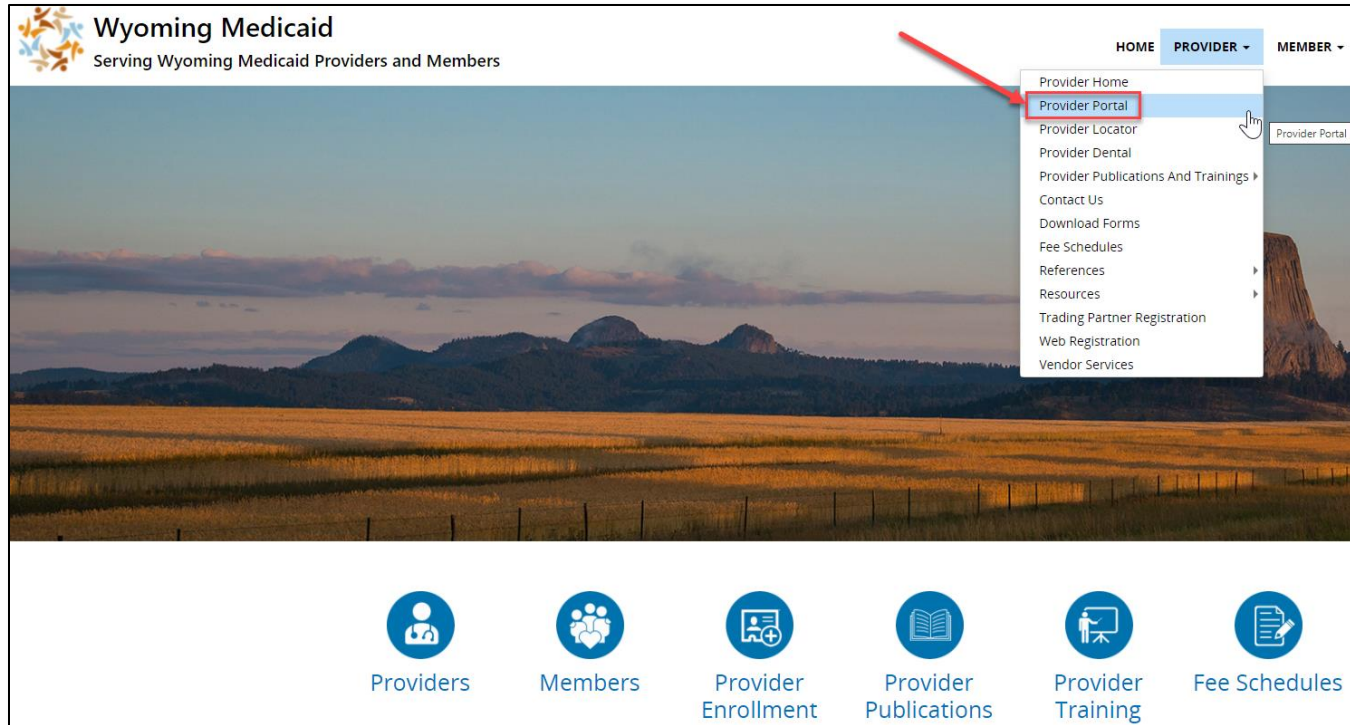 Wyoming Medicaid
Serving Wyoming Medicaid Providers and Members
HOME PROVIDER MEMBER
Provider Home
Provider Portal
Provider Locator
Provider Dental
Provider Publications And Trainings
Contact Us
Download Forms
Fee Schedules
References
Resources
Trading Partner Registration
Web Registration
Vendor Services
Provider Portal
Providers
Members
Provider
Enrollment
Provider
Publications
Provider
Training
Fee Schedules